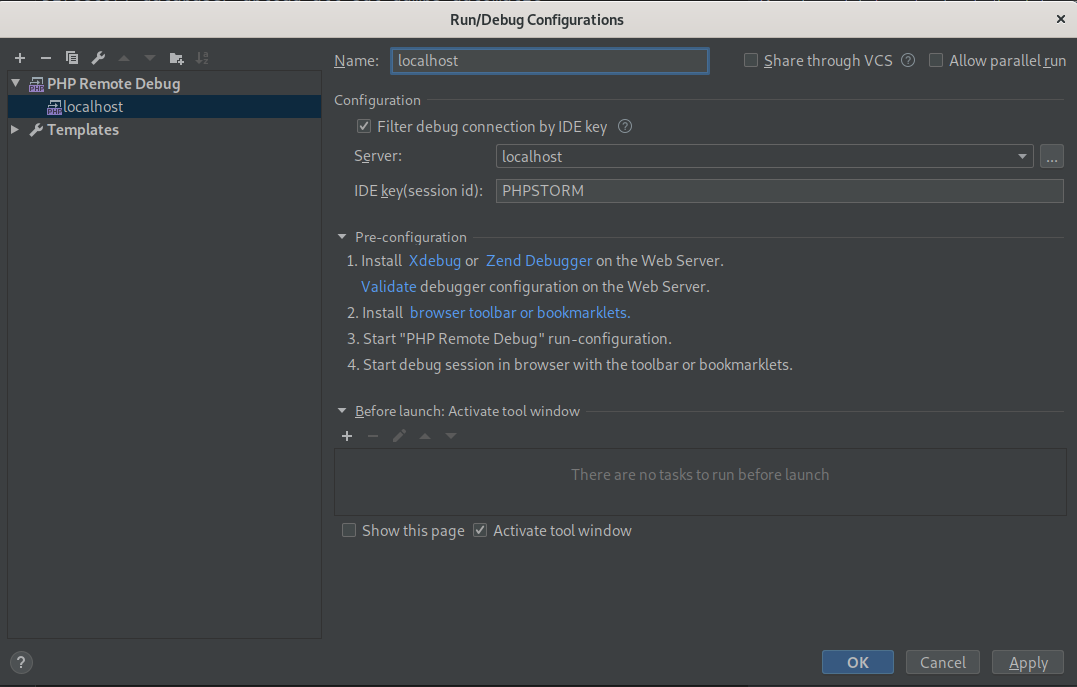 Run/Debug Configurations
PHP Remote Debug
localhost
Templates
Name: localhost
Share through VCS
Allow parallel run
Configuration
Filter debug connection by IDE key
Server: localhost
...
IDE key(session id): PHPSTORM
Pre-configuration
1. Install Xdebug or Zend Debugger on the Web Server.
Validate debugger configuration on the Web Server.
2. Install browser toolbar or bookmarklets.
3. Start "PHP Remote Debug" run-configuration.
4. Start debug session in browser with the toolbar or bookmarklets.
Before launch: Activate tool window
There are no tasks to run before launch
Show this page
Activate tool window
?
OK
Cancel
Apply